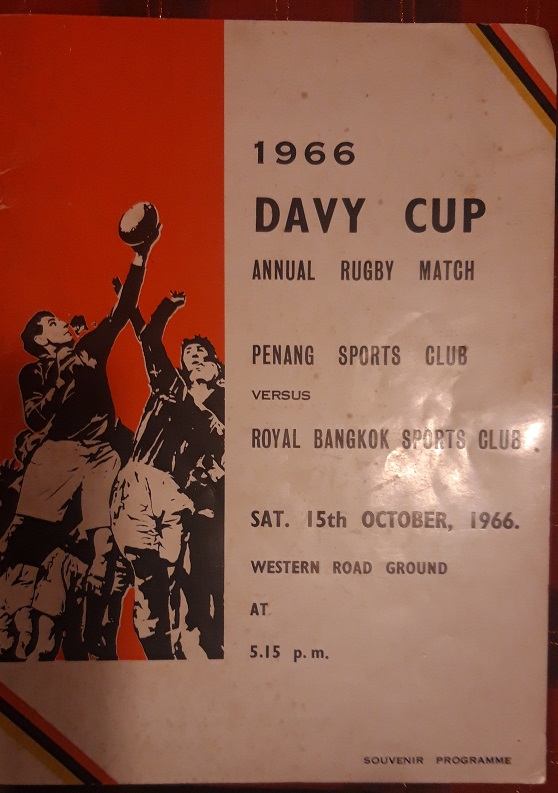 1966
DAVY CUP
ANNUAL RUGBY MATCH
PENANG SPORTS CLUB
VERSUS
ROYAL BANGKOK SPORTS CLUB
SAT. 15th OCTOBER, 1966.
WESTERN ROAD GROUND
AT
5.15 p.m.
SOUVENIR PROGRAMME